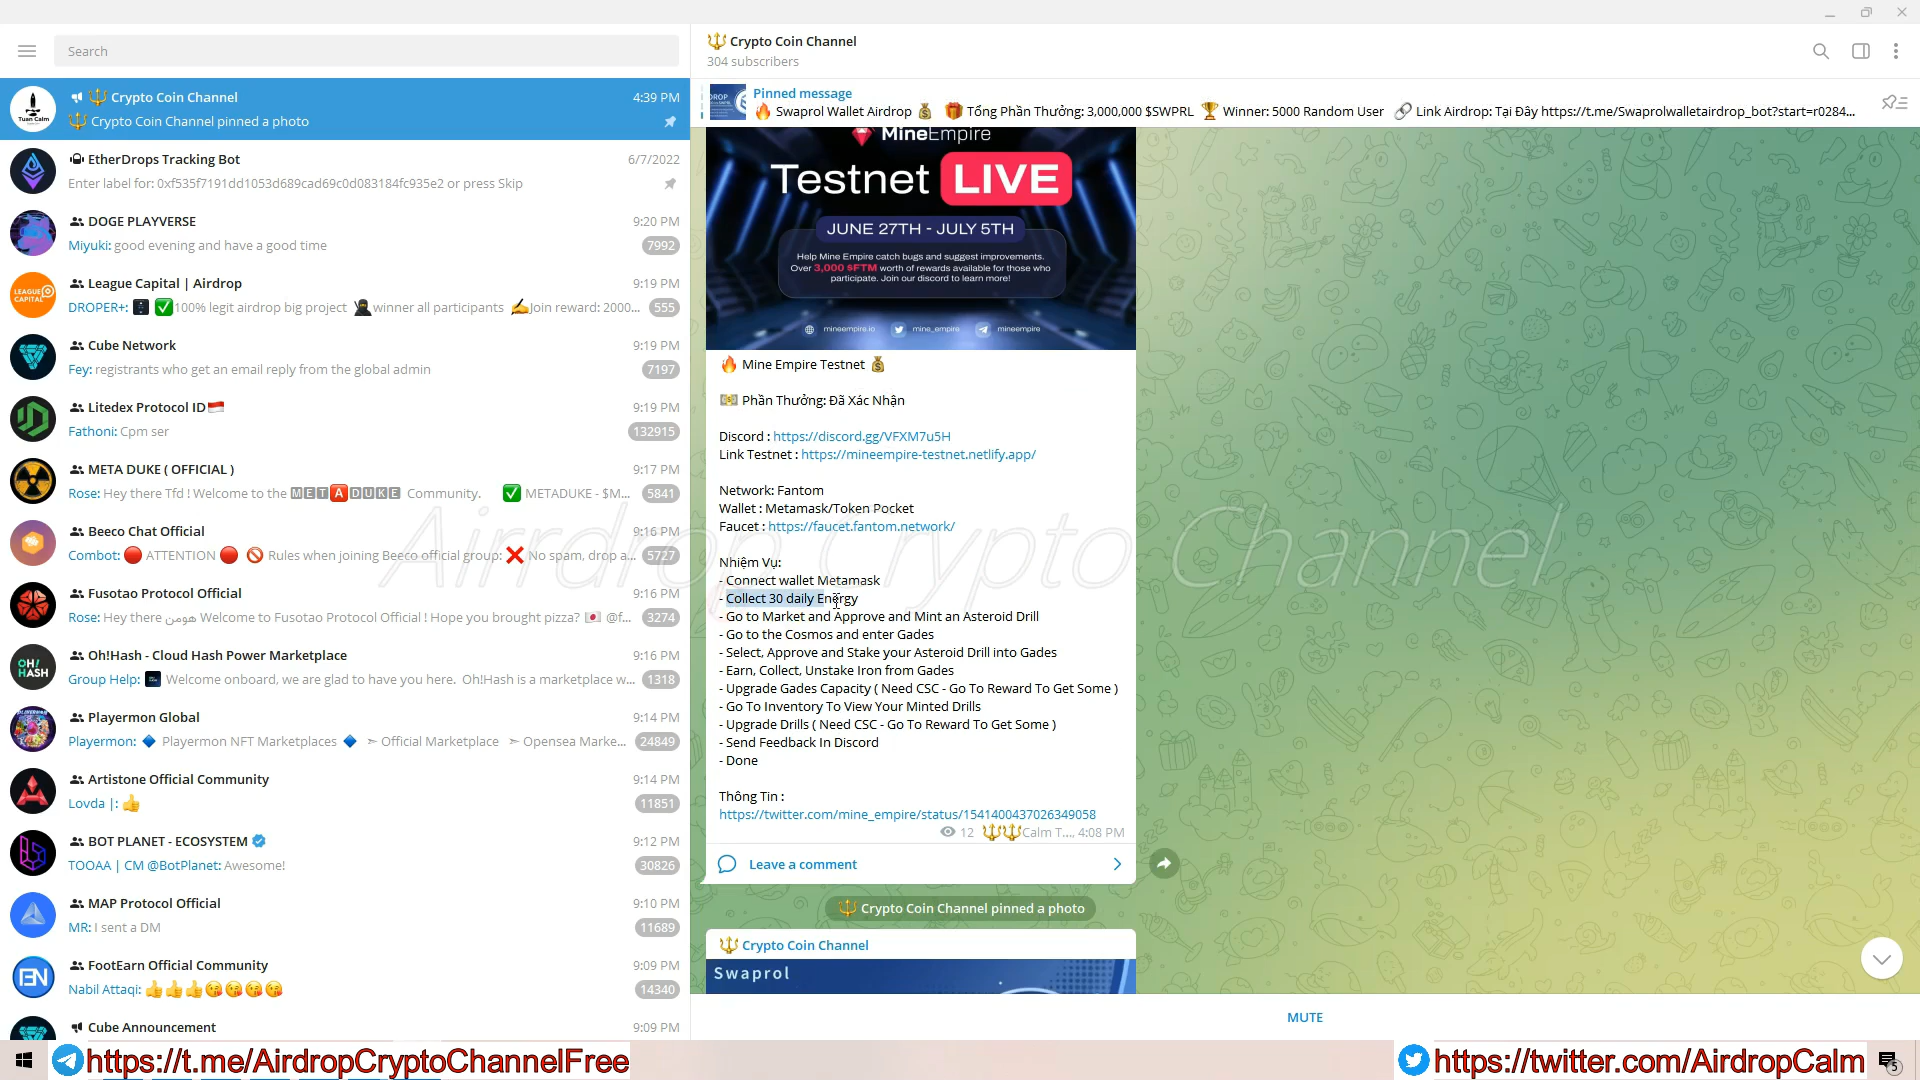 Search
Crypto Coin Channel
4:39 PM
Crypto Coin Channel pinned a photo
EtherDrops Tracking Bot
6/7/2022
Enter label for: 0xf535f7191dd1053d689cad69c0d083184fc935e2 or press Skip
DOGE PLAYVERSE
9:20 PM
Miyuki: good evening and have a good time
7992
League Capital | Airdrop
9:19 PM
DROPER+: ✅100% legit airdrop big project winner all participants ✍Join reward: 2000...
555
Cube Network
9:19 PM
Fey: registrants who get an email reply from the global admin
7197
Litedex Protocol ID🇮🇩
9:19 PM
Fathoni: Cpm ser
132915
META DUKE ( OFFICIAL )
9:17 PM
Rose: Hey there Tfd ! Welcome to the 🄼🄴🅃🅰🄳🅄🄺🄴 Community. ✅ METADUKE - $M...
5841
Beeco Chat Official
9:16 PM
Combot: 🔴 ATTENTION 🔴 🚫 Rules when joining Beeco official group: ❌ No spam, drop a...
5727
Fusotao Protocol Official
9:16 PM
Rose: Hey there هومن Welcome to Fusotao Protocol Official ! Hope you brought pizza? 🇯🇵 @f...
3274
Oh!Hash - Cloud Hash Power Marketplace
9:16 PM
Group Help: Welcome onboard, we are glad to have you here. Oh!Hash is a marketplace w...
1318
Playermon Global
9:14 PM
Playermon: 🔷 Playermon NFT Marketplaces 🔷 ➣ Official Marketplace ➣ Opensea Marke...
24849
Artistone Official Community
9:14 PM
Lovda |: 👍
11851
BOT PLANET - ECOSYSTEM
9:12 PM
TOOAA | CM @BotPlanet: Awesome!
30826
MAP Protocol Official
9:10 PM
MR: I sent a DM
11689
FootEarn Official Community
9:09 PM
Nabil Attaqi: 👍👍👍😘😘😘😘
14340
Cube Announcement
9:09 PM
Tuan Calm
LEAGUE CAPITAL
OH! HASH
Crypto Coin Channel
304 subscribers
Pinned message
🔥 Swaprol Wallet Airdrop 💰 🎁 Tổng Phần Thưởng: 3,000,000 $SWPRL 🏆 Winner: 5000 Random User 🔗 Link Airdrop: Tại Đây https://t.me/Swaprolwalletairdrop_bot?start=r0284...
MineEmpire
Testnet LIVE
JUNE 27TH - JULY 5TH
Help Mine Empire catch bugs and suggest improvements.
Over 3,000 $FTM worth of rewards available for those who
participate. Join our discord to learn more!
mineempire.io mine_empire mineempire
🔥 Mine Empire Testnet 💰
💵 Phần Thưởng: Đã Xác Nhận
Discord : https://discord.gg/VFXM7u5H
Link Testnet : https://mineempire-testnet.netlify.app/
Network: Fantom
Wallet : Metamask/Token Pocket
Faucet : https://faucet.fantom.network/
Nhiệm Vụ:
- Connect wallet Metamask
- Collect 30 daily Energy
- Go to Market and Approve and Mint an Asteroid Drill
- Go to the Cosmos and enter Gades
- Select, Approve and Stake your Asteroid Drill into Gades
- Earn, Collect, Unstake Iron from Gades
- Upgrade Gades Capacity ( Need CSC - Go To Reward To Get Some )
- Go To Inventory To View Your Minted Drills
- Upgrade Drills ( Need CSC - Go To Reward To Get Some )
- Send Feedback In Discord
- Done
Thông Tin :
https://twitter.com/mine_empire/status/1541400437026349058
12 🔱🔱Calm T..., 4:08 PM
Leave a comment
🔱 Crypto Coin Channel pinned a photo
🔱 Crypto Coin Channel
Swaprol
MUTE
Airrdrop Crypto Channel
https://t.me/AirdropCryptoChannelFree
https://twitter.com/AirdropCalm
5